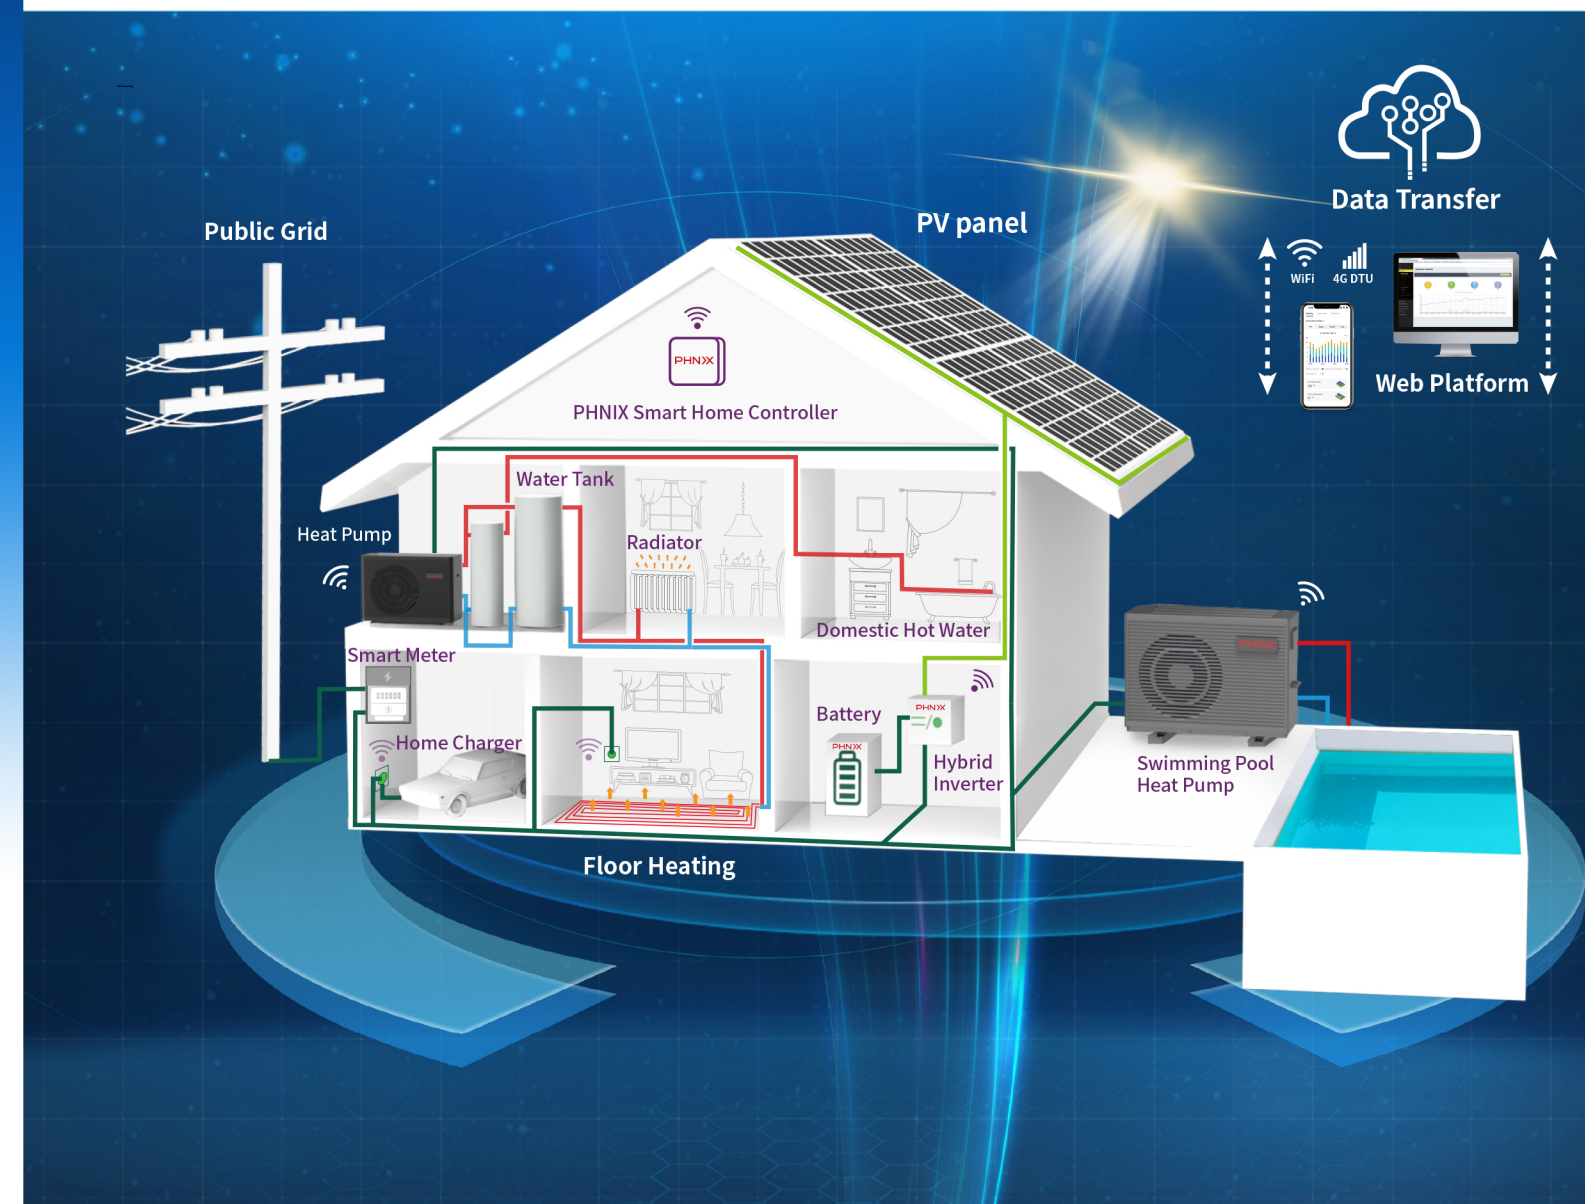 Data Transfer
Public Grid
PV panel
WiFi
4G DTU
PHNIX
PHNIX Smart Home Controller
Web Platform
Water Tank
Heat Pump
Radiator
Domestic Hot Water
PHNIX
Smart Meter
PHNIX
Battery
PHNIX
Home Charger
Hybrid
Inverter
Swimming Pool
Heat Pump
Floor Heating